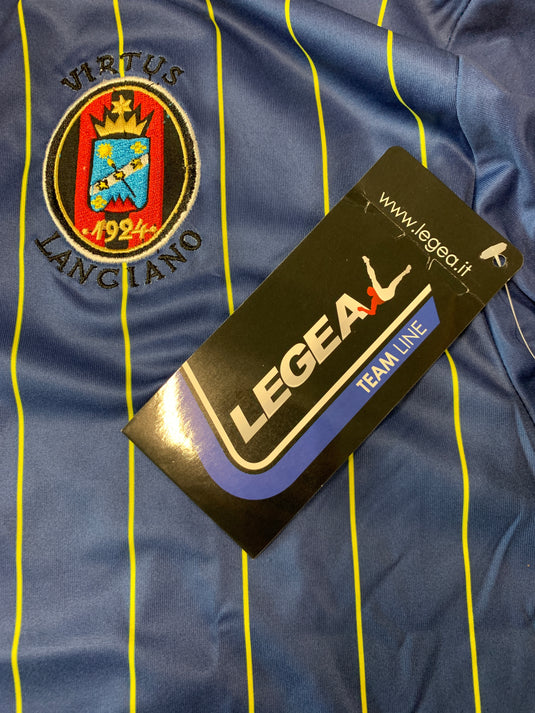 VIRTUS
·1924·
LANCIANO
www.legea.it
LEGEA
TEAM LINE